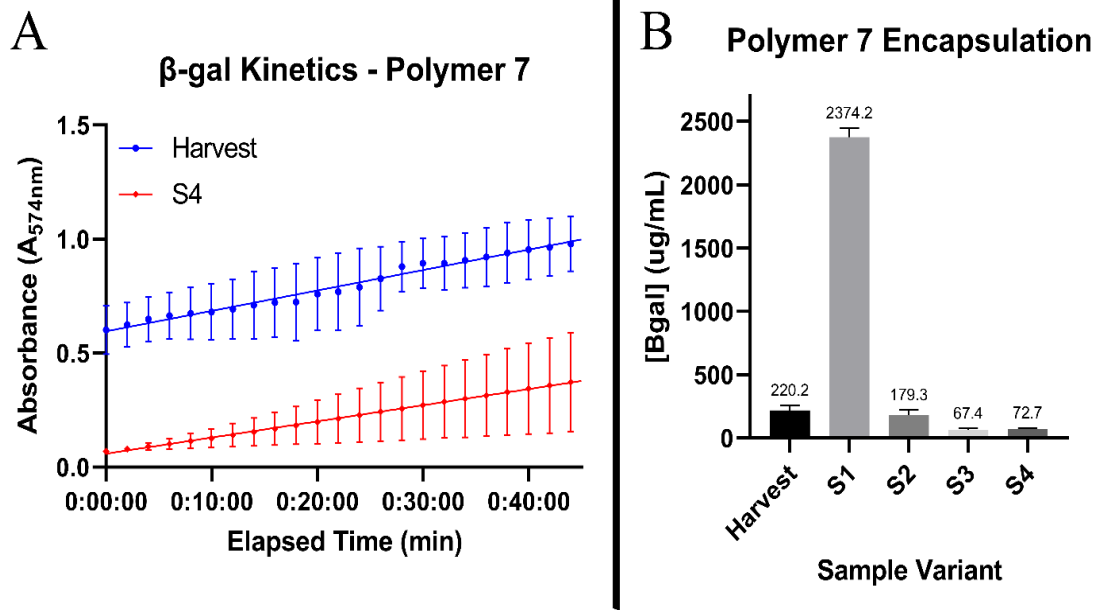 A
β-gal Kinetics - Polymer 7
Harvest
S4
Absorbance (A574nm)
1.5
1.0
0.5
0.0
0:00:00
0:10:00
0:20:00
0:30:00
0:40:00
Elapsed Time (min)
B
Polymer 7 Encapsulation
[Bgal] (ug/mL)
2500
2000
1500
1000
500
0
220.2
2374.2
179.3
67.4
72.7
Harvest
S1
S2
S3
S4
Sample Variant